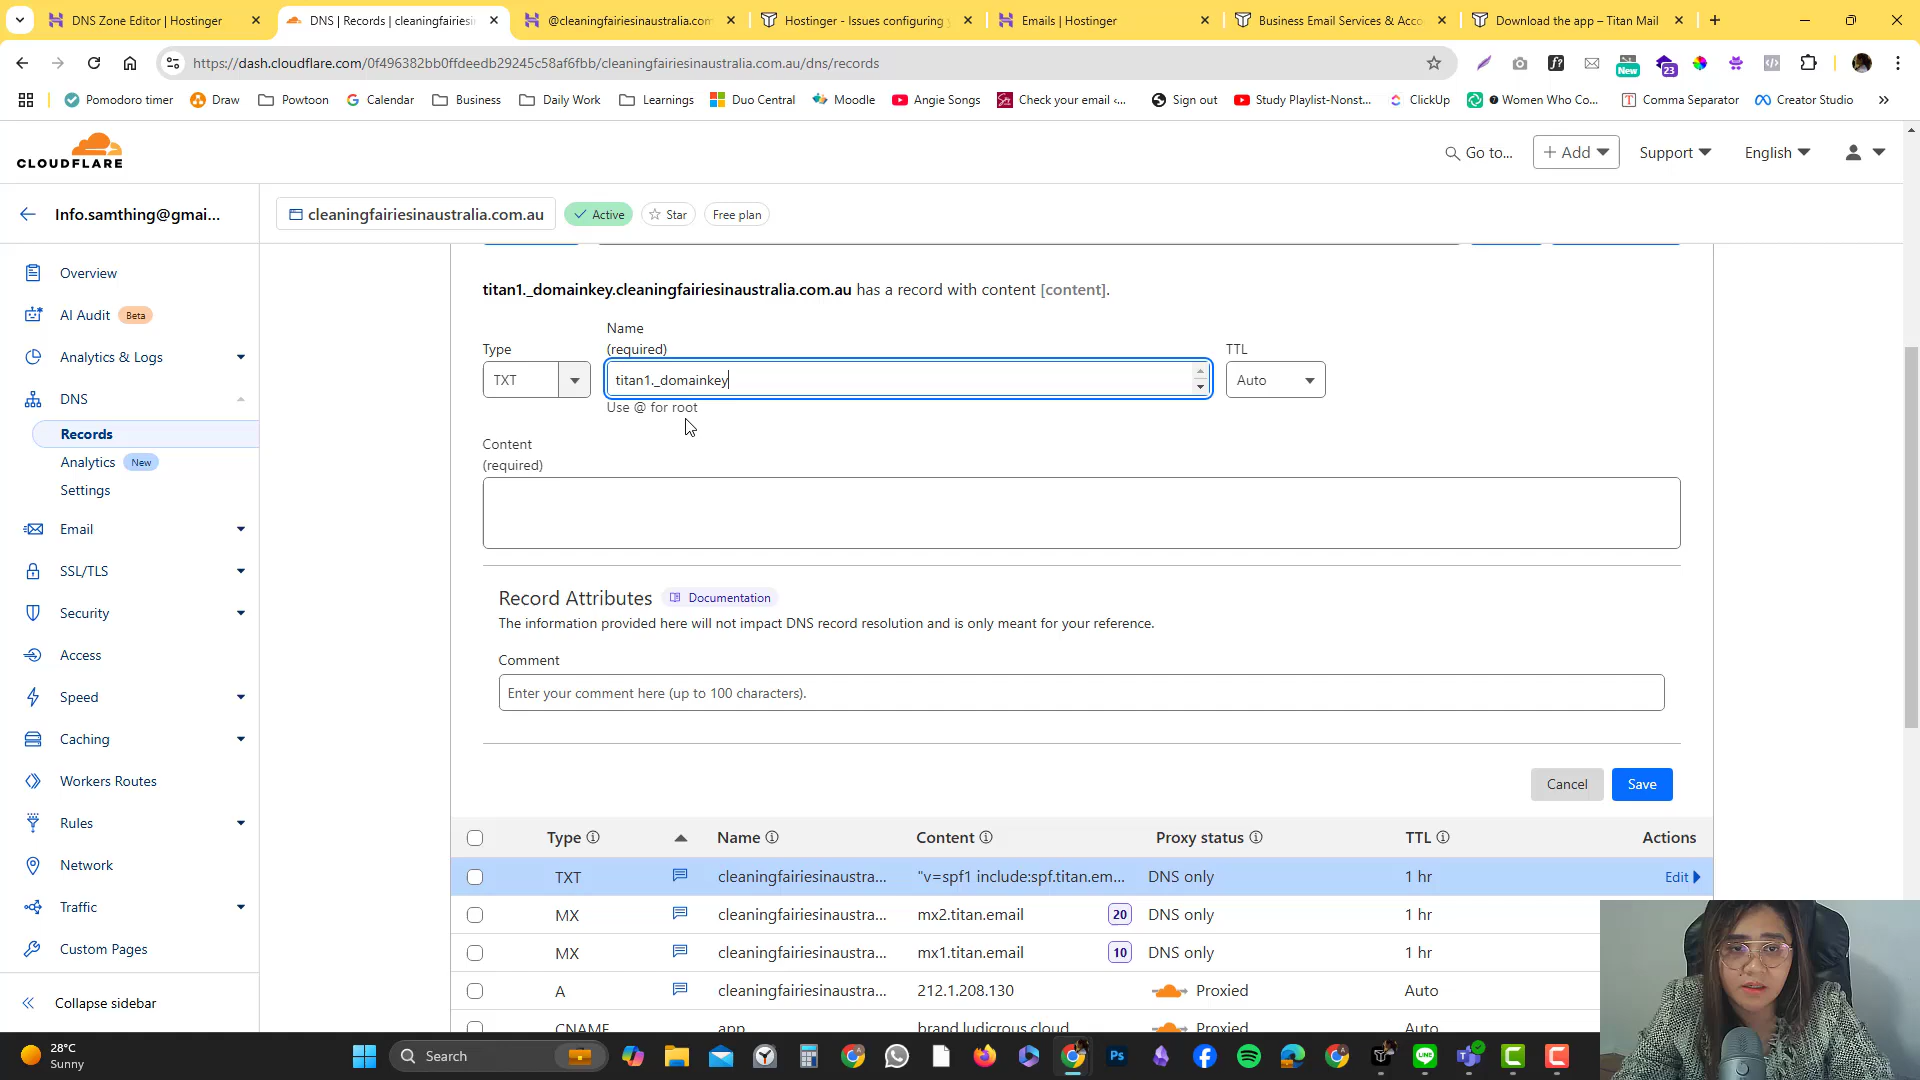 DNS Zone Editor | Hostinger
DNS | Records | cleaningfairiesin
@cleaningfairiesinaustralia.com
Hostinger - Issues configuring
Emails | Hostinger
Business Email Services & Acco
Download the app – Titan Mail
https://dash.cloudflare.com/0f496382bb0ffdeedb29245c58af6fbb/cleaningfairiesinaustralia.com.au/dns/records
New
23
Pomodoro timer
Draw
Powtoon
Calendar
Business
Daily Work
Learnings
Duo Central
Moodle
Angie Songs
Check your email <...
Sign out
Study Playlist-Nonst...
ClickUp
Women Who Co...
Comma Separator
Creator Studio
CLOUDFLARE
Go to...
+ Add
Support
English
Info.samthing@gmai...
cleaningfairiesinaustralia.com.au
Active
Star
Free plan
Overview
AI Audit
Beta
Analytics & Logs
DNS
Records
Analytics
New
Settings
Email
SSL/TLS
Security
Access
Speed
Caching
Workers Routes
Rules
Network
Traffic
Custom Pages
Collapse sidebar
titan1._domainkey.cleaningfairiesinaustralia.com.au has a record with content [content].
Type
TXT
Name
(required)
titan1._domainkey
Use @ for root
TTL
Auto
Content
(required)
Record Attributes
Documentation
The information provided here will not impact DNS record resolution and is only meant for your reference.
Comment
Enter your comment here (up to 100 characters).
Cancel
Save
Type Name Content Proxy status TTL Actions
TXT cleaningfairiesinaustra... "v=spf1 include:spf.titan.em... DNS only 1 hr Edit
MX cleaningfairiesinaustra... mx2.titan.email 20 DNS only 1 hr
MX cleaningfairiesinaustra... mx1.titan.email 10 DNS only 1 hr
A cleaningfairiesinaustra... 212.1.208.130 Proxied Auto
CNAME app brand.ludicrous.cloud Proxied Auto
28°C
Sunny
Search